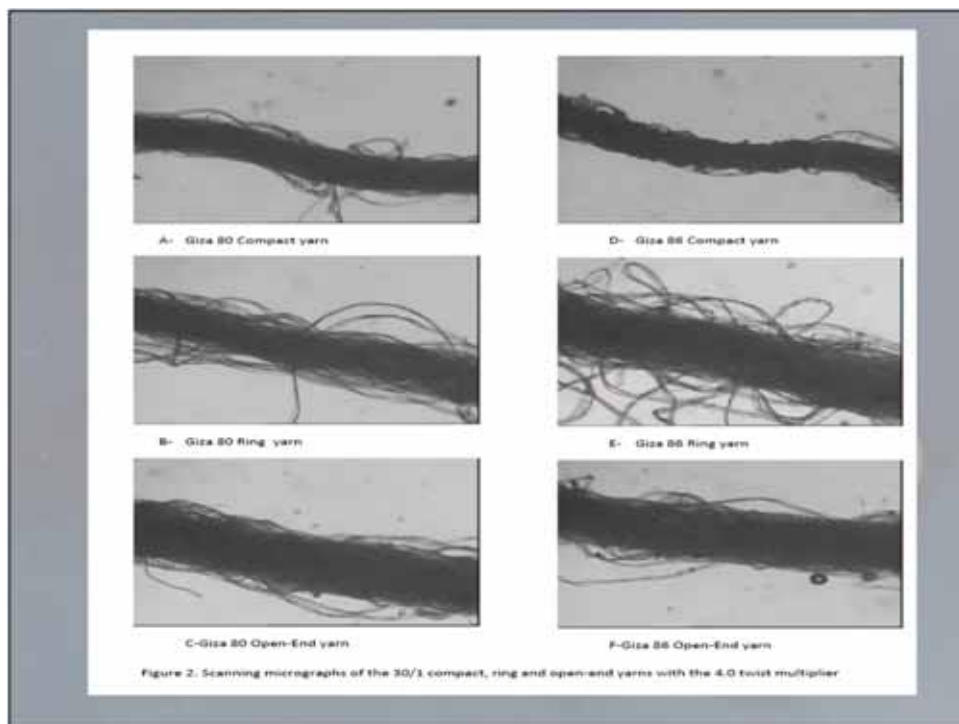 A- Giza 80 Compact yarn
D- Giza 86 Compact yarn
B- Giza 80 Ring yarn
E- Giza 86 Ring yarn
C-Giza 80 Open-End yarn
F-Giza 86 Open-End yarn
Figure 2. Scanning micrographs of the 30/1 compact, ring and open-end yarns with the 4.0 twist multiplier